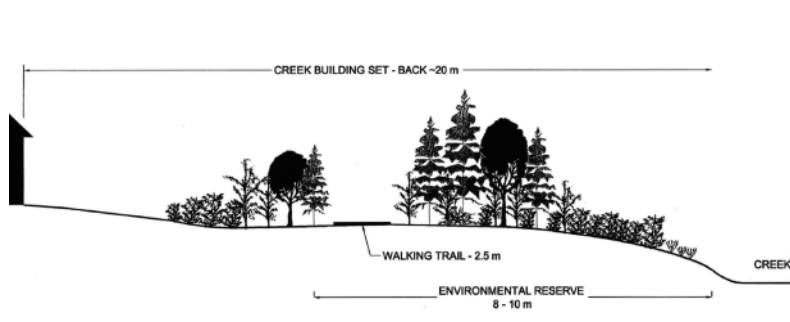 CREEK BUILDING SET - BACK ~20 m
WALKING TRAIL - 2.5 m
CREEK
ENVIRONMENTAL RESERVE
8 - 10 m